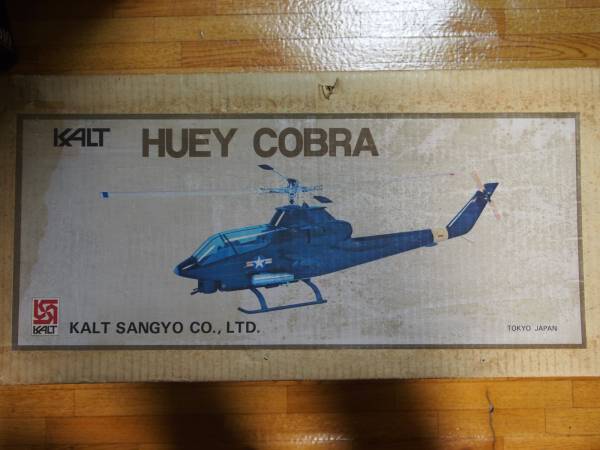 KALT
HUEY COBRA
KALT
KALT SANGYO CO., LTD.
TOKYO JAPAN